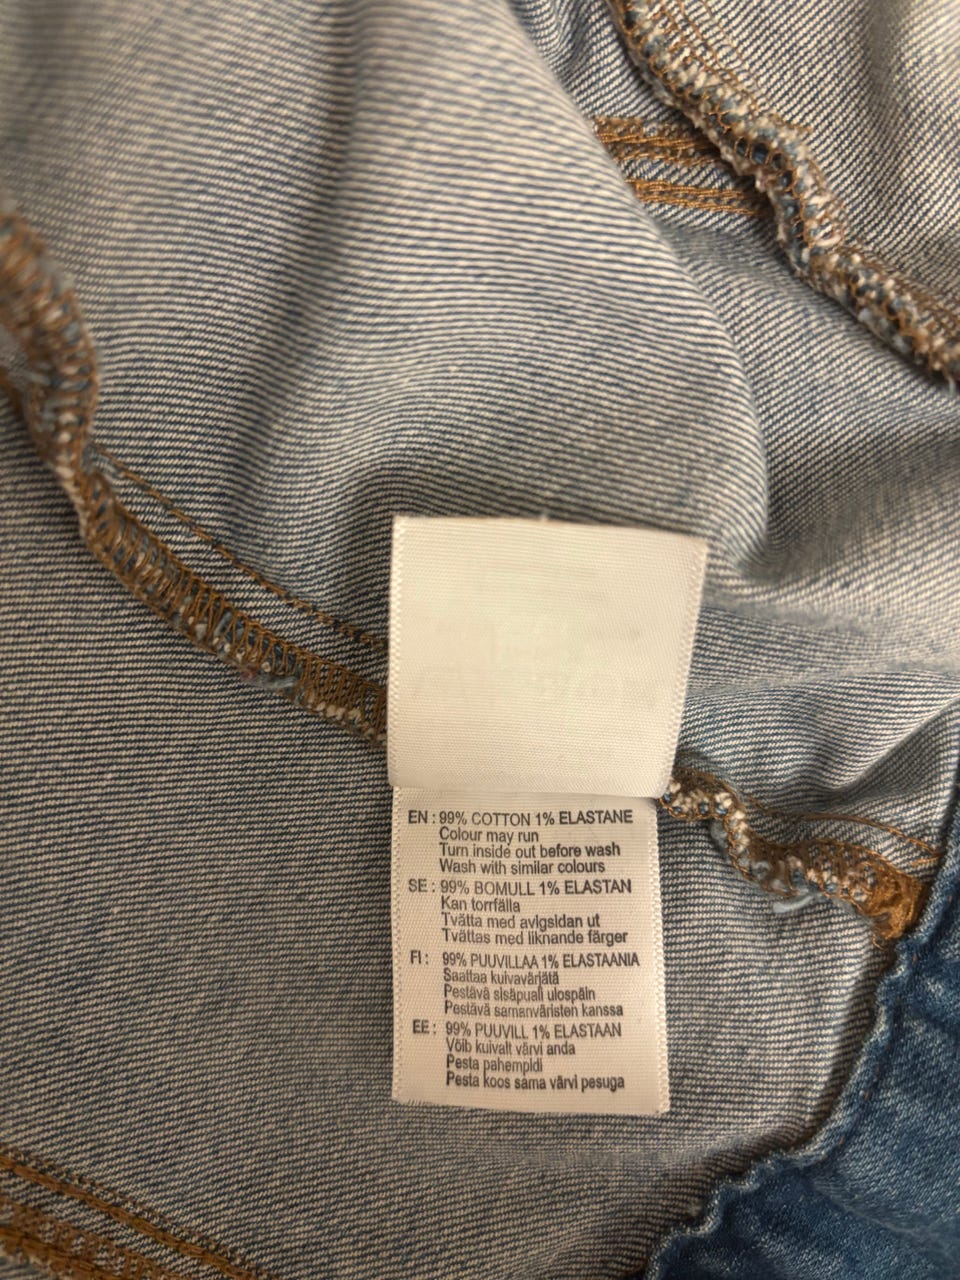 EN : 99% COTTON 1% ELASTANE
Colour may run
Turn inside out before wash
Wash with similar colours
SE : 99% BOMULL 1% ELASTAN
Kan torrfälla
Tvätta med avigsidan ut
Tvättas med liknande färger
FI : 99% PUUVILLAA 1% ELASTAANIA
Saattaa kuivavärjätä
Pestävä sisäpuali ulospäin
Pestävä samanväristen kanssa
EE : 99% PUUVILL 1% ELASTAAN
Võib kuivalt värvi anda
Pesta pahempidi
Pesta koos sama värvi pesuga